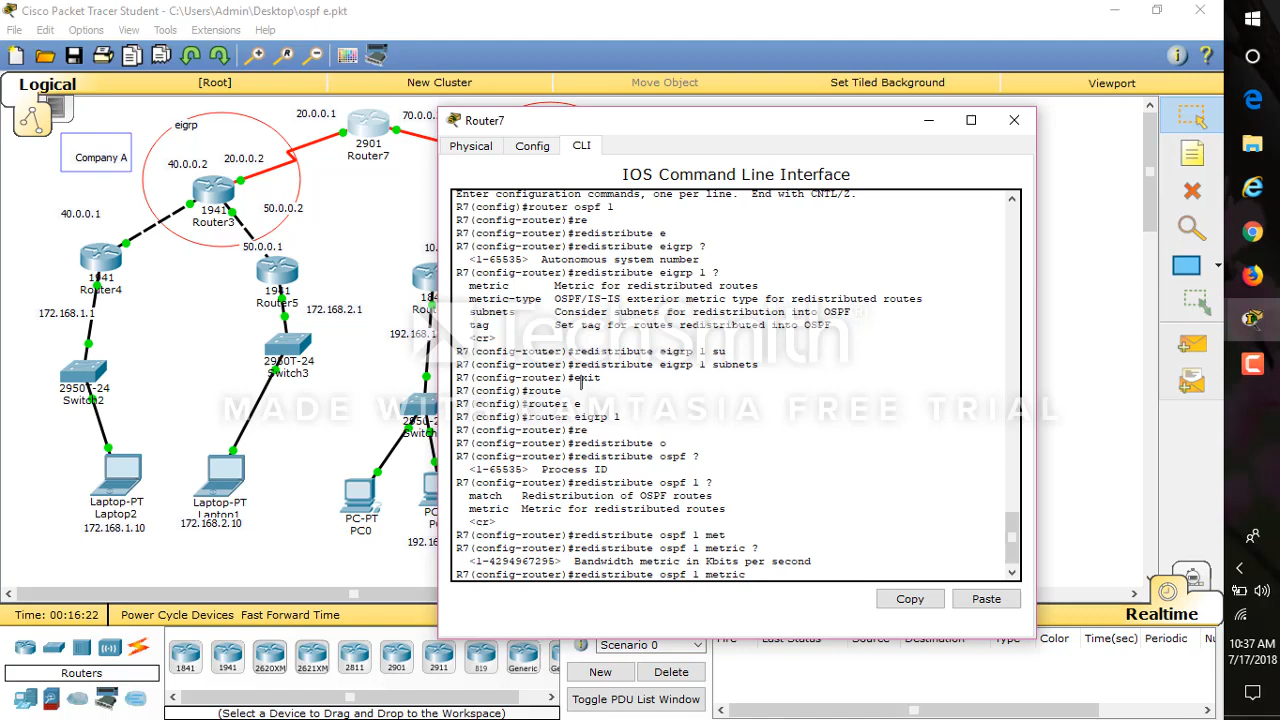 Cisco Packet Tracer Student - C:\Users\Admin\Desktop\ospf e.pkt
File Edit Options View Tools Extensions Help
Logical [Root] New Cluster Move Object Set Tiled Background Viewport
eigrp
Company A
20.0.0.1
70.0.0
2901
Router7
40.0.0.2
20.0.0.2
1941
Router3
50.0.0.2
40.0.0.1
50.0.0.1
1941
Router4
Router5
10.
172.168.1.1
172.168.2.1
192.
2950T-24
Switch3
2950T-24
Switch2
Laptop-PT
Laptop2
172.168.1.10
Laptop-PT
Laptop1
172.168.2.10
PC-PT
PC0
192.16
Router7
Physical Config CLI
IOS Command Line Interface
Enter configuration commands, one per line.  End with CNTL/Z.
R7(config)#router ospf 1
R7(config-router)#re
R7(config-router)#redistribute e
R7(config-router)#redistribute eigrp ?
<1-65535>  Autonomous system number
R7(config-router)#redistribute eigrp 1 ?
metric       Metric for redistributed routes
metric-type  OSPF/IS-IS exterior metric type for redistributed routes
subnets      Consider subnets for redistribution into OSPF
tag          Set tag for routes redistributed into OSPF
<cr>
R7(config-router)#redistribute eigrp 1 su
R7(config-router)#redistribute eigrp 1 subnets
R7(config-router)#exit
R7(config)#route
R7(config)#router e
R7(config)#router eigrp 1
R7(config-router)#re
R7(config-router)#redistribute o
R7(config-router)#redistribute ospf ?
<1-65535>  Process ID
R7(config-router)#redistribute ospf 1 ?
match   Redistribution of OSPF routes
metric  Metric for redistributed routes
<cr>
R7(config-router)#redistribute ospf 1 met
R7(config-router)#redistribute ospf 1 metric ?
<1-4294967295>  Bandwidth metric in Kbits per second
R7(config-router)#redistribute ospf 1 metric
Copy Paste
TechSmith
MADE WITH CAMTASIA FREE TRIAL
Time: 00:16:22 Power Cycle Devices Fast Forward Time
Realtime
Routers
1841 1941 2620XM 2621XM 2811 2901 2911 819 Generic
(Select a Device to Drag and Drop to the Workspace)
Scenario 0
New Delete
Toggle PDU List Window
Fire Last Status Source Destination Type Color Time(sec) Periodic
10:37 AM
7/17/2018